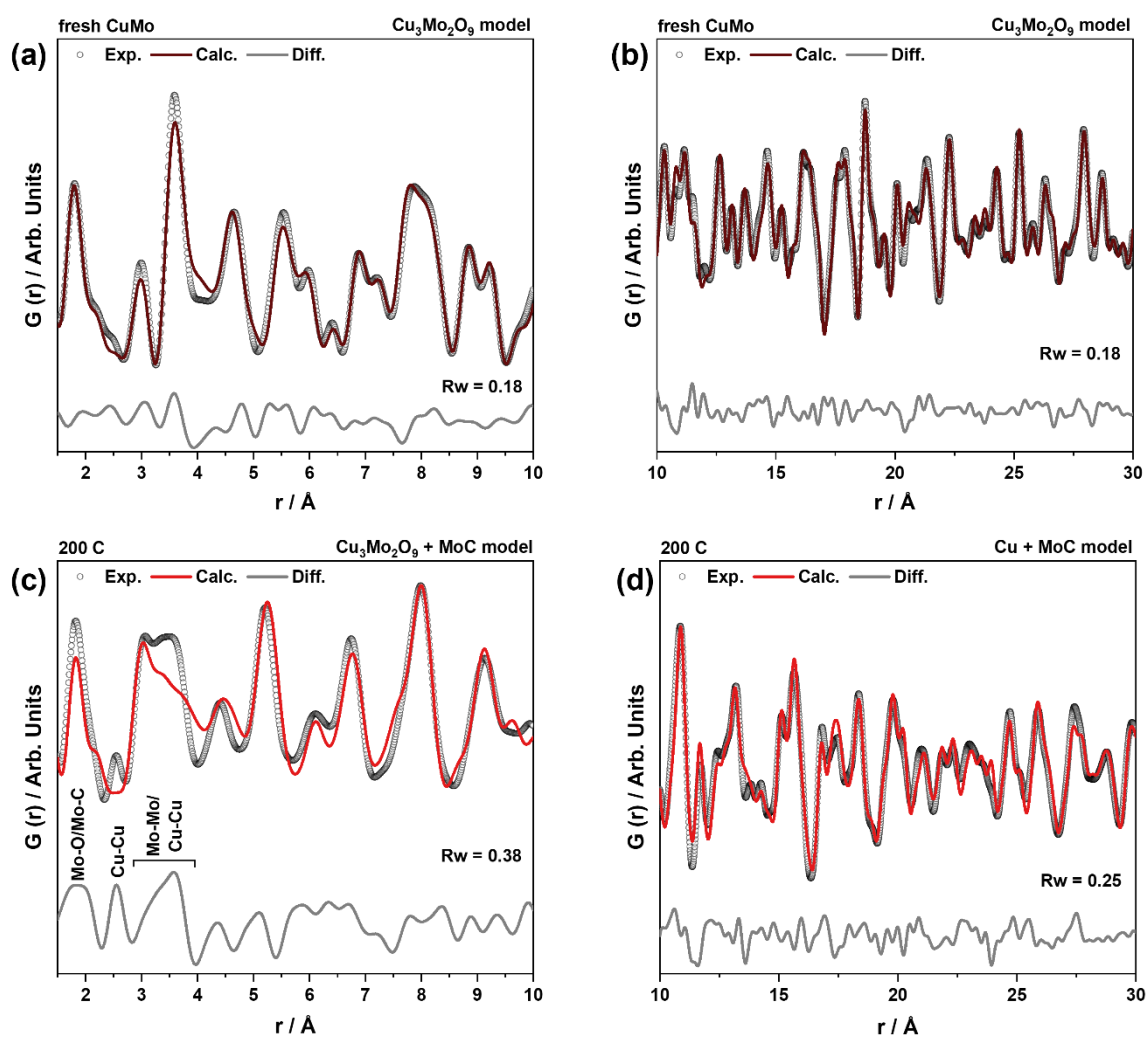 fresh CuMo Cu₃Mo₂O₉ model
(a)
Exp. Calc. Diff.
G (r) / Arb. Units
Rw = 0.18
2 3 4 5 6 7 8 9 10
r / Å
fresh CuMo Cu₃Mo₂O₉ model
(b)
Exp. Calc. Diff.
G (r) / Arb. Units
Rw = 0.18
10 15 20 25 30
r / Å
200 C Cu₃Mo₂O₉ + MoC model
(c)
Exp. Calc. Diff.
G (r) / Arb. Units
Mo-O/Mo-C
Cu-Cu
Mo-Mo/
Cu-Cu
Rw = 0.38
2 3 4 5 6 7 8 9 10
r / Å
200 C Cu + MoC model
(d)
Exp. Calc. Diff.
G (r) / Arb. Units
Rw = 0.25
10 15 20 25 30
r / Å